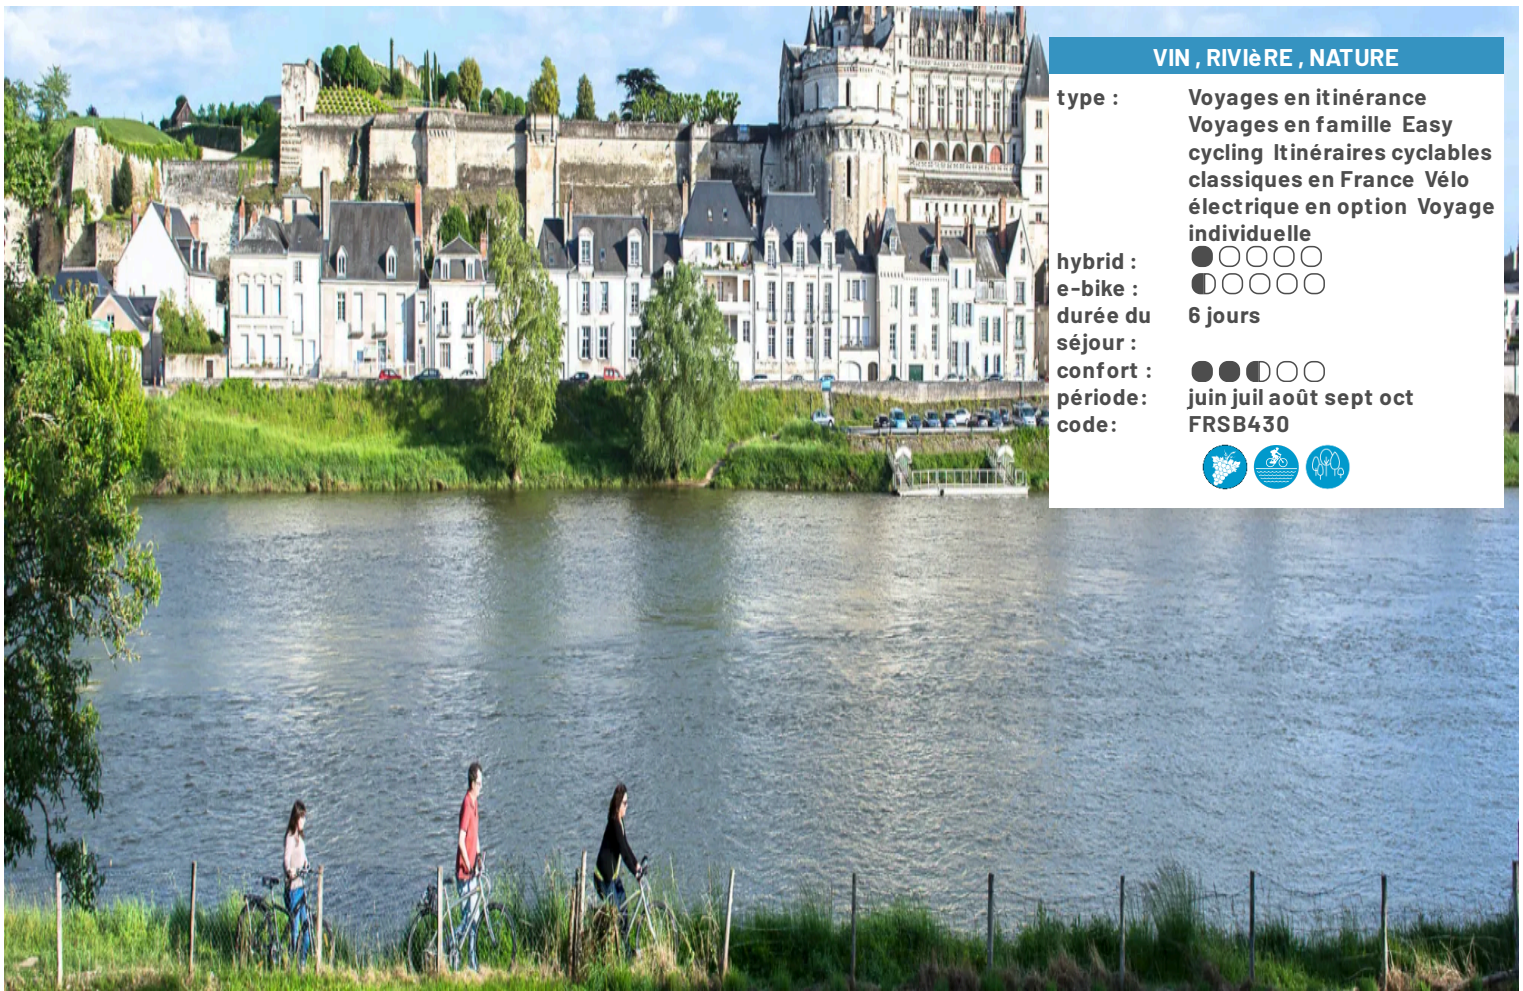 VIN , RIVIèRE , NATURE
type : Voyages en itinérance
Voyages en famille Easy
cycling Itinéraires cyclables
classiques en France Vélo
électrique en option Voyage
individuelle
hybrid :
e-bike :
durée du 6 jours
séjour :
confort :
période: juin juil août sept oct
code: FRSB430